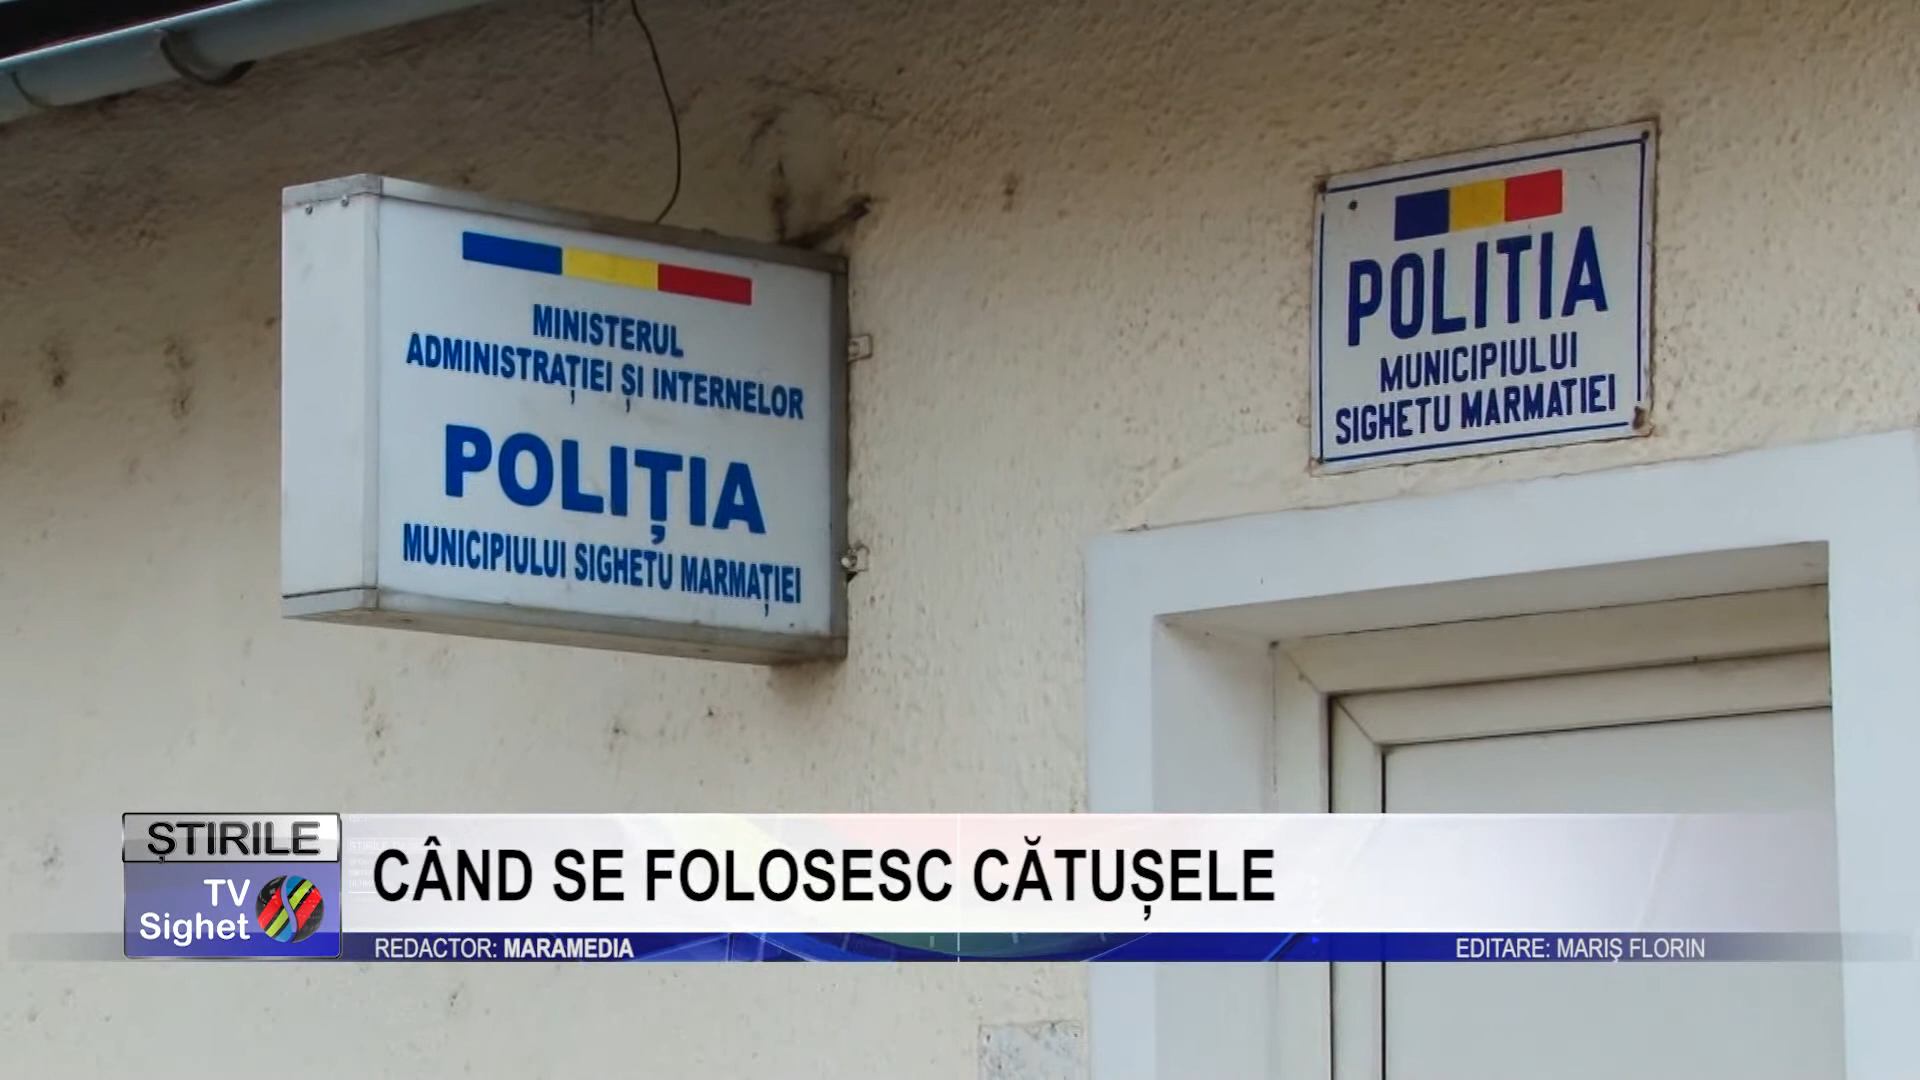 MINISTERUL
ADMINISTRAȚIEI ȘI INTERNELOR
POLIȚIA
MUNICIPIULUI SIGHETU MARMAȚIEI
POLITIA
MUNICIPIULUI
SIGHETU MARMATIEI
ȘTIRILE
TV
Sighet
CÂND SE FOLOSESC CĂTUȘELE
REDACTOR: MARAMEDIA
EDITARE: MARIŞ FLORIN